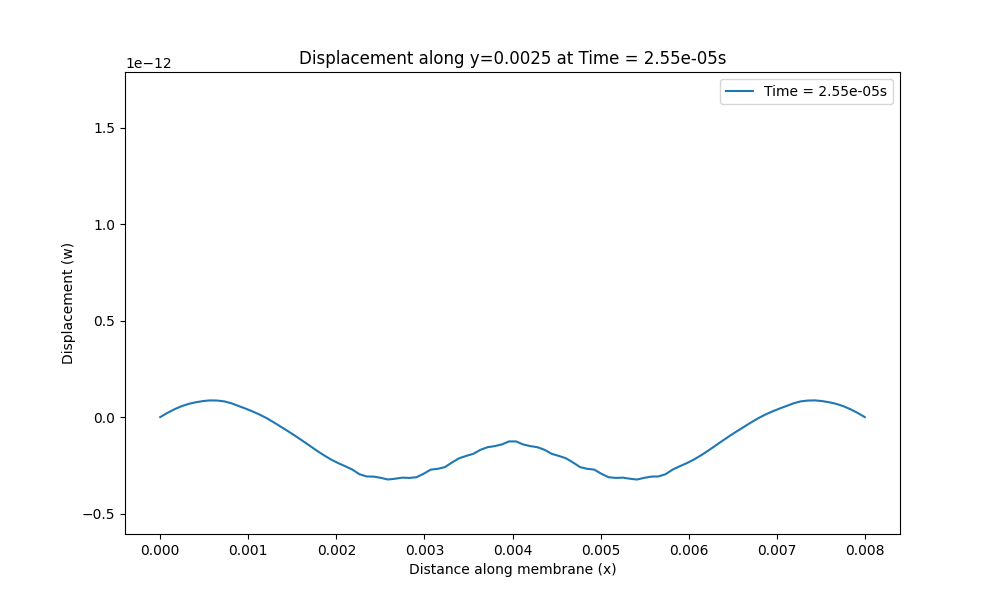 Displacement along y=0.0025 at Time = 2.55e-05s
1e−12
Time = 2.55e-05s
1.5
1.0
0.5
0.0
−0.5
Displacement (w)
0.000 0.001 0.002 0.003 0.004 0.005 0.006 0.007 0.008
Distance along membrane (x)